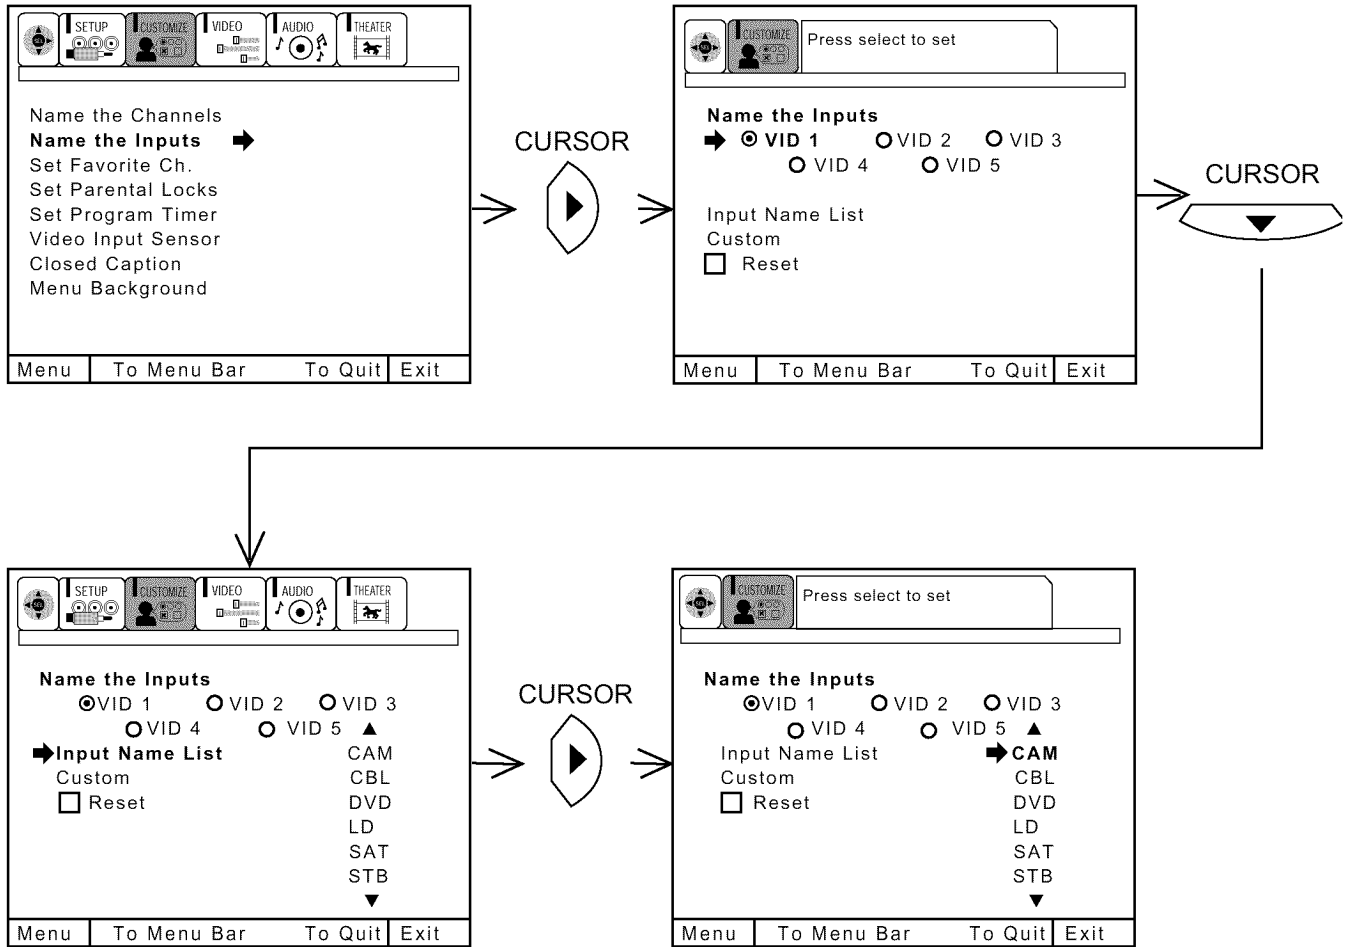 SETUP CUSTOMIZE VIDEO AUDIO THEATER
SEL
Name the Channels
Name the Inputs
Set Favorite Ch.
Set Parental Locks
Set Program Timer
Video Input Sensor
Closed Caption
Menu Background
Menu To Menu Bar To Quit Exit
CURSOR
CUSTOMIZE Press select to set
SEL
Name the Inputs
VID 1 VID 2 VID 3
VID 4 VID 5
Input Name List
Custom
Reset
Menu To Menu Bar To Quit Exit
CURSOR
SETUP CUSTOMIZE VIDEO AUDIO THEATER
SEL
Name the Inputs
VID 1 VID 2 VID 3
VID 4 VID 5
Input Name List CAM
Custom CBL
Reset DVD
LD
SAT
STB
Menu To Menu Bar To Quit Exit
CURSOR
CUSTOMIZE Press select to set
SEL
Name the Inputs
VID 1 VID 2 VID 3
VID 4 VID 5
Input Name List CAM
Custom CBL
Reset DVD
LD
SAT
STB
Menu To Menu Bar To Quit Exit